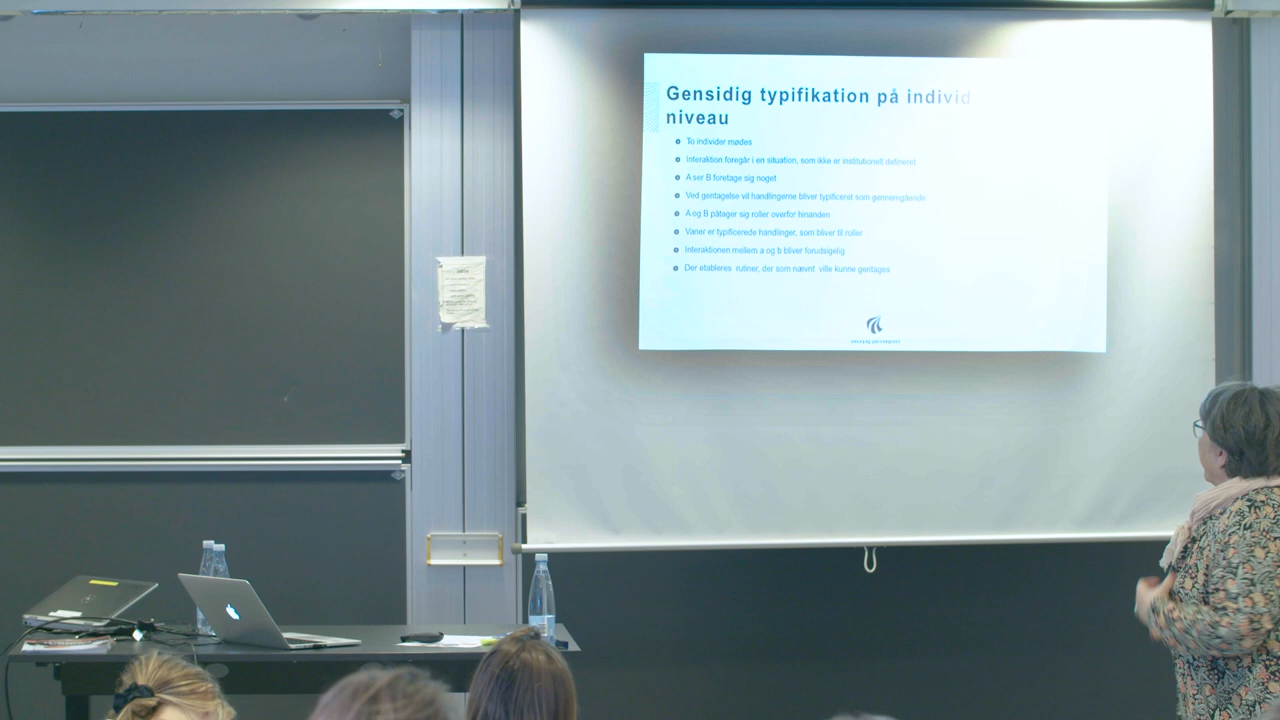 Gensidig typifikation på individ
niveau
To individer mødes
Interaktion foregår i en situation, som ikke er institutionelt defineret
A ser B foretage sig noget
Ved gentagelse vil handlingerne bliver typificeret som gennemgående
A og B påtager sig roller overfor hinanden
Vaner er typificerede handlinger, som bliver til roller
Interaktionen mellem a og b bliver forudsigelig
Der etableres rutiner, der som nævnt ville kunne gentages